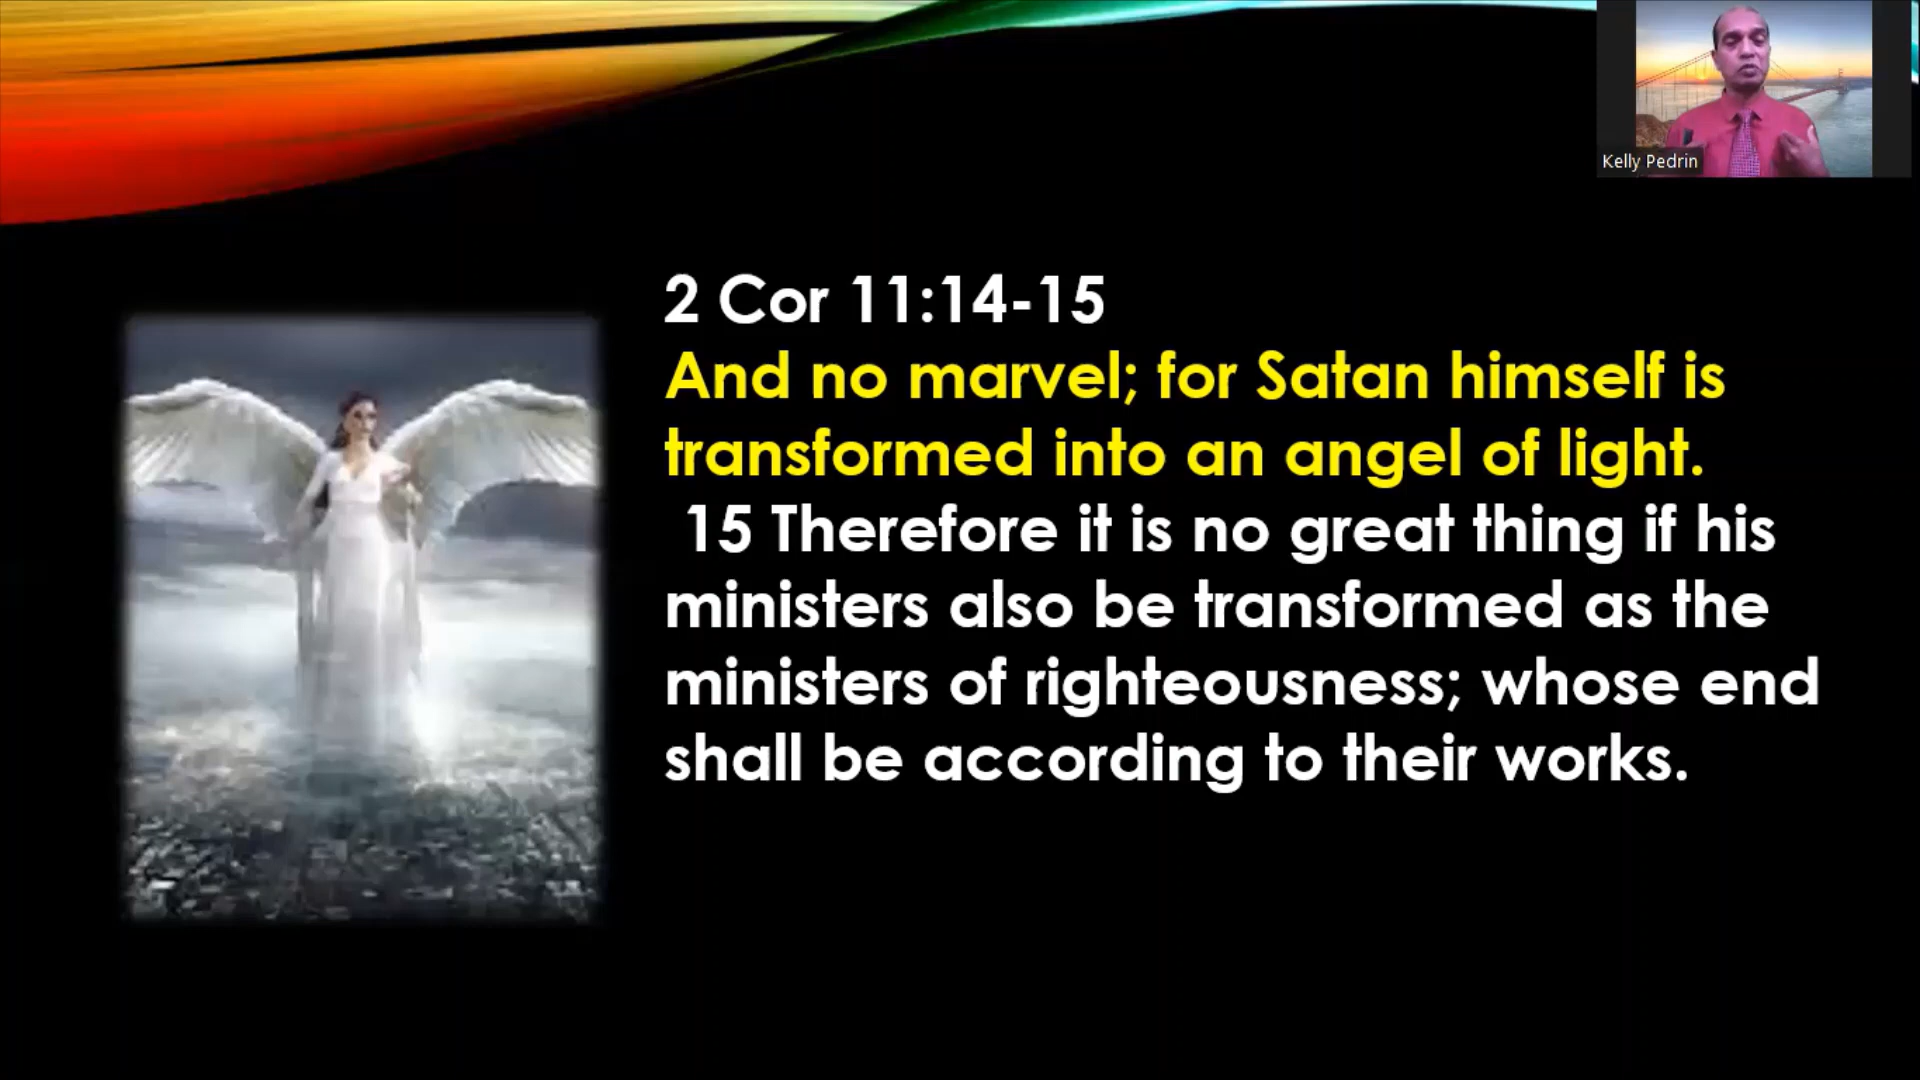 Kelly Pedrin
2 Cor 11:14-15
And no marvel; for Satan himself is
transformed into an angel of light.
15 Therefore it is no great thing if his
ministers also be transformed as the
ministers of righteousness; whose end
shall be according to their works.